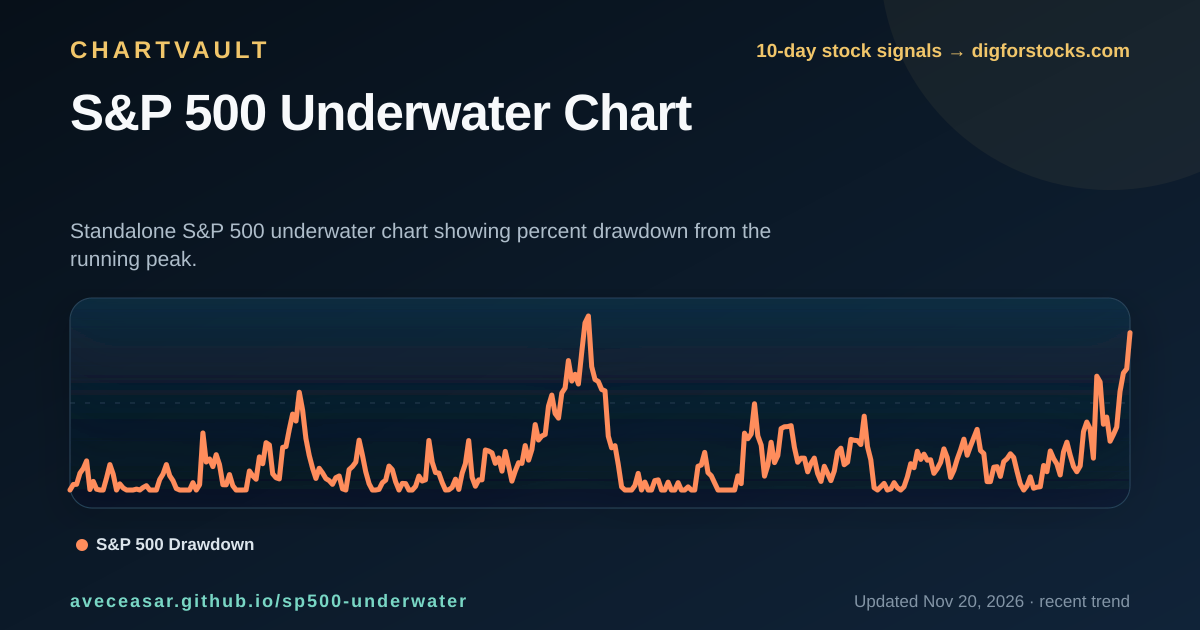 CHARTVAULT
10-day stock signals → digforstocks.com
S&P 500 Underwater Chart
Standalone S&P 500 underwater chart showing percent drawdown from the
running peak.
S&P 500 Drawdown
aveceasar.github.io/sp500-underwater
Updated Nov 20, 2026 · recent trend